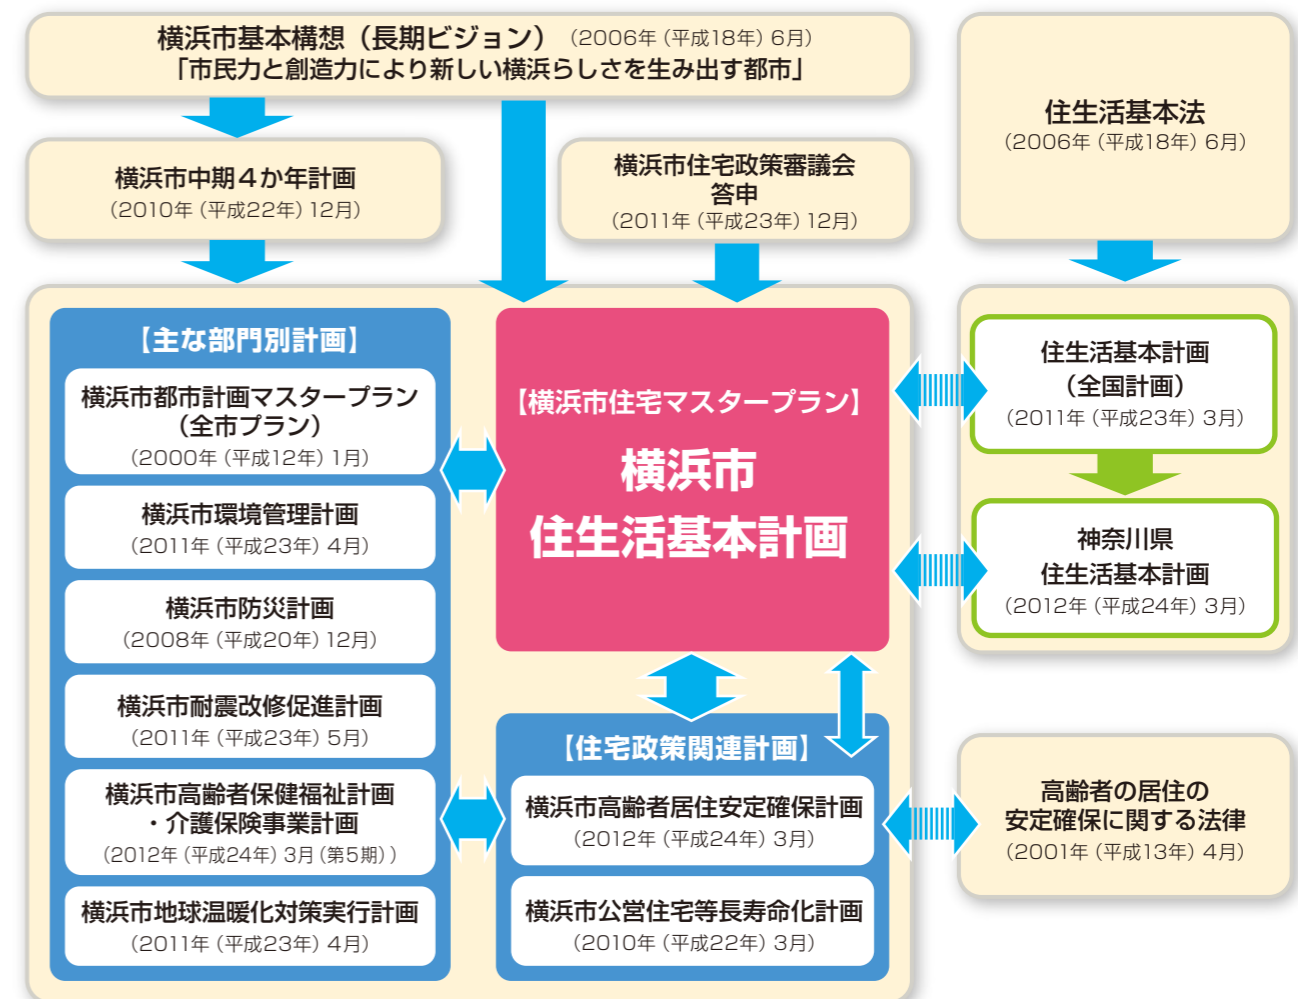 横浜市基本構想（長期ビジョン）（2006年（平成18年）6月）
「市民力と創造力により新しい横浜らしさを生み出す都市」
横浜市中期４か年計画
（2010年（平成22年）12月）
横浜市住宅政策審議会
答申
（2011年（平成23年）12月）
住生活基本法
（2006年（平成18年）6月）
【主な部門別計画】
横浜市都市計画マスタープラン
（全市プラン）
（2000年（平成12年）1月）
横浜市環境管理計画
（2011年（平成23年）4月）
横浜市防災計画
（2008年（平成20年）12月）
横浜市耐震改修促進計画
（2011年（平成23年）5月）
横浜市高齢者保健福祉計画
・介護保険事業計画
（2012年（平成24年）3月（第5期））
横浜市地球温暖化対策実行計画
（2011年（平成23年）4月）
【横浜市住宅マスタープラン】
横浜市
住生活基本計画
【住宅政策関連計画】
横浜市高齢者居住安定確保計画
（2012年（平成24年）3月）
横浜市公営住宅等長寿命化計画
（2010年（平成22年）3月）
住生活基本計画
（全国計画）
（2011年（平成23年）3月）
神奈川県
住生活基本計画
（2012年（平成24年）3月）
高齢者の居住の
安定確保に関する法律
（2001年（平成13年）4月）